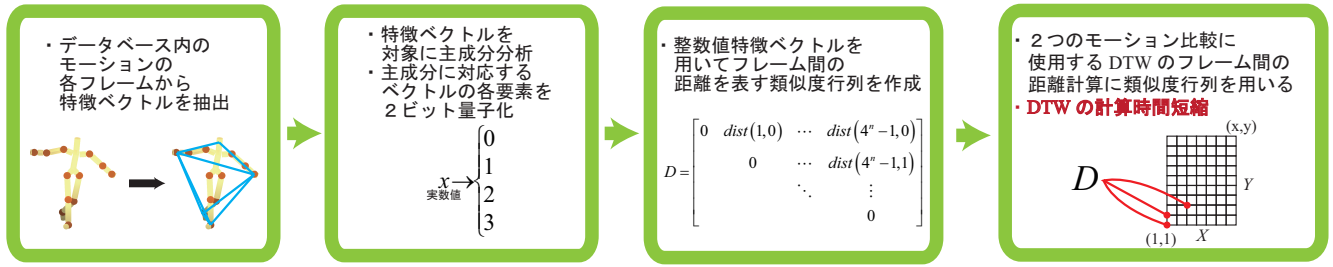 ・データベース内の
モーションの
各フレームから
特徴ベクトルを抽出
・特徴ベクトルを
対象に主成分分析
・主成分に対応する
ベクトルの各要素を
２ビット量子化
x→{0
1
2
3
実数値
・整数値特徴ベクトルを
用いてフレーム間の
距離を表す類似度行列を作成
D = [ 0 dist(1,0) ⋯ dist(4ⁿ−1,0)
0 ⋯ dist(4ⁿ−1,1)
⋱ ⋮
0 ]
・２つのモーション比較に
使用する DTW のフレーム間の
距離計算に類似度行列を用いる
・DTW の計算時間短縮
(x,y)
D
Y
(1,1)
X